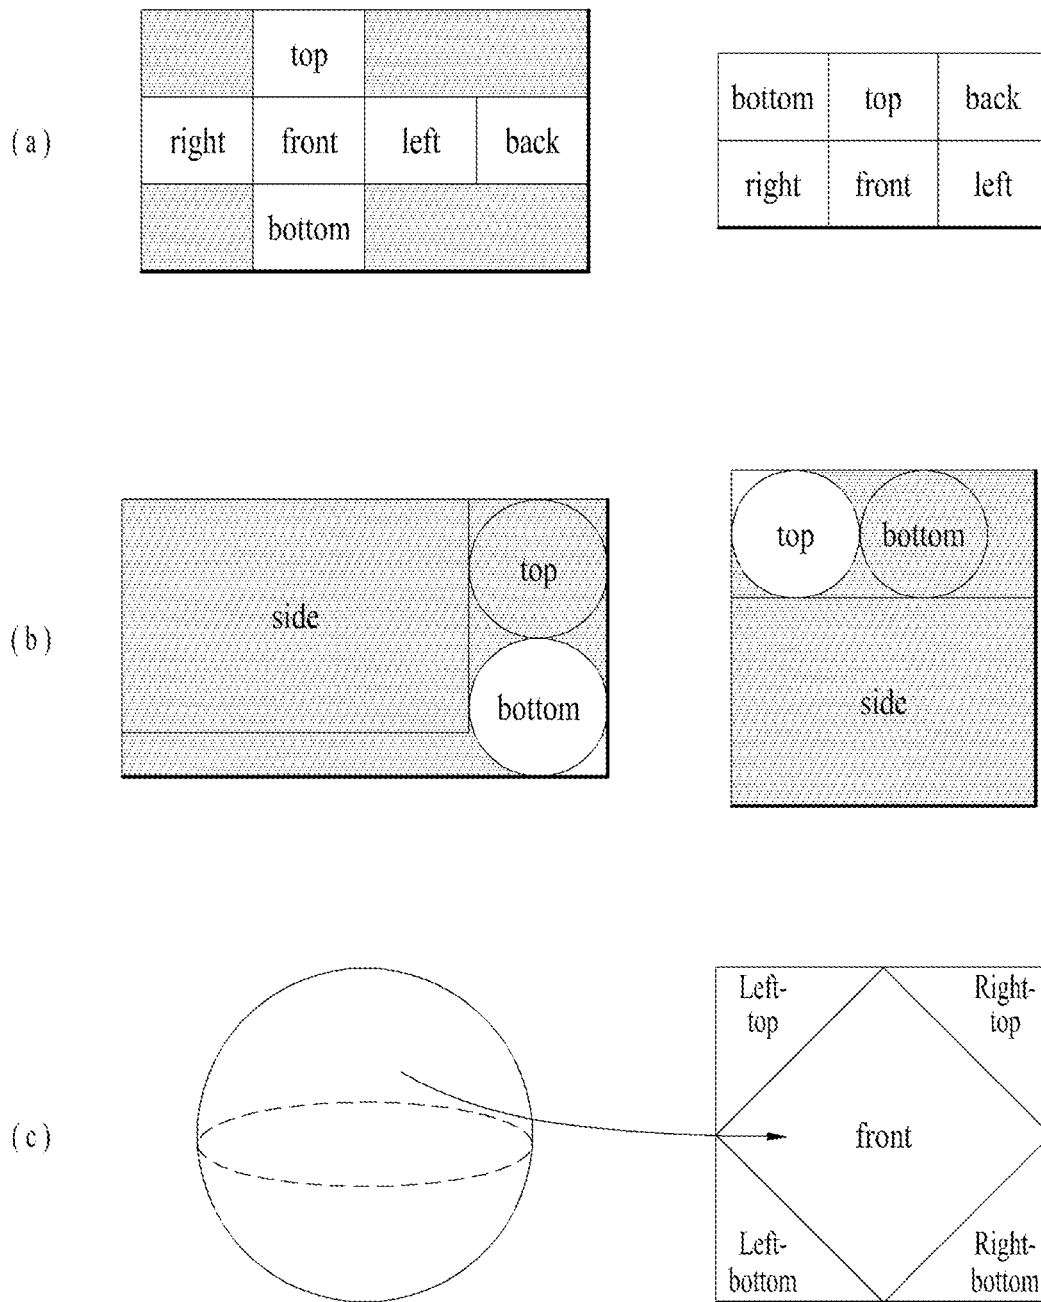 (a)
top
right front left back
bottom
bottom top back
right front left
(b)
side
top
bottom
top bottom
side
(c)
Left-
top
Right-
top
front
Left-
bottom
Right-
bottom